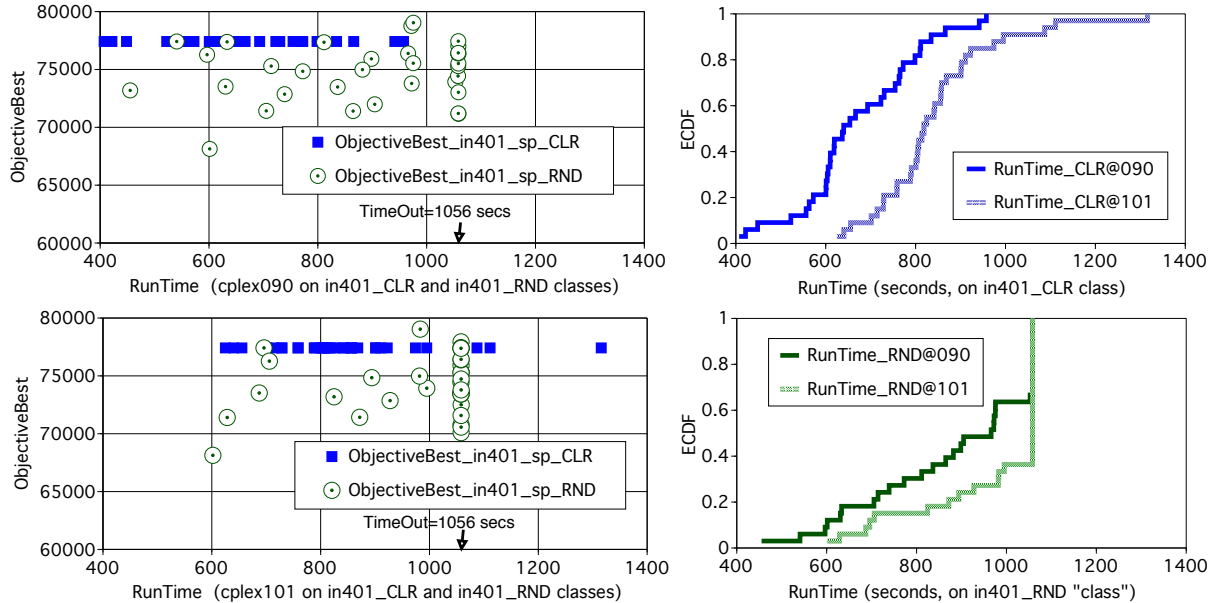 80000
75000
70000
65000
60000
ObjectiveBest
ObjectiveBest_in401_sp_CLR
ObjectiveBest_in401_sp_RND
TimeOut=1056 secs
400 600 800 1000 1200 1400
RunTime (cplex090 on in401_CLR and in401_RND classes)
1
0.8
0.6
0.4
0.2
0
ECDF
RunTime_CLR@090
RunTime_CLR@101
400 600 800 1000 1200 1400
RunTime (seconds, on in401_CLR class)
80000
75000
70000
65000
60000
ObjectiveBest
ObjectiveBest_in401_sp_CLR
ObjectiveBest_in401_sp_RND
TimeOut=1056 secs
400 600 800 1000 1200 1400
RunTime (cplex101 on in401_CLR and in401_RND classes)
1
0.8
0.6
0.4
0.2
0
ECDF
RunTime_RND@090
RunTime_RND@101
400 600 800 1000 1200 1400
RunTime (seconds, on in401_RND "class")